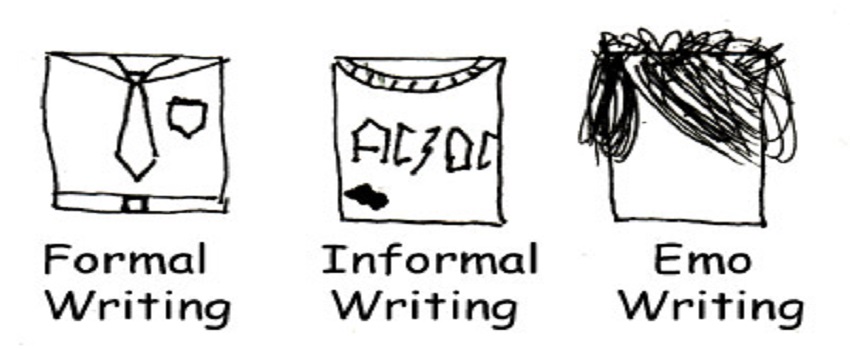 AC/DC
Formal
Writing
Informal
Writing
Emo
Writing